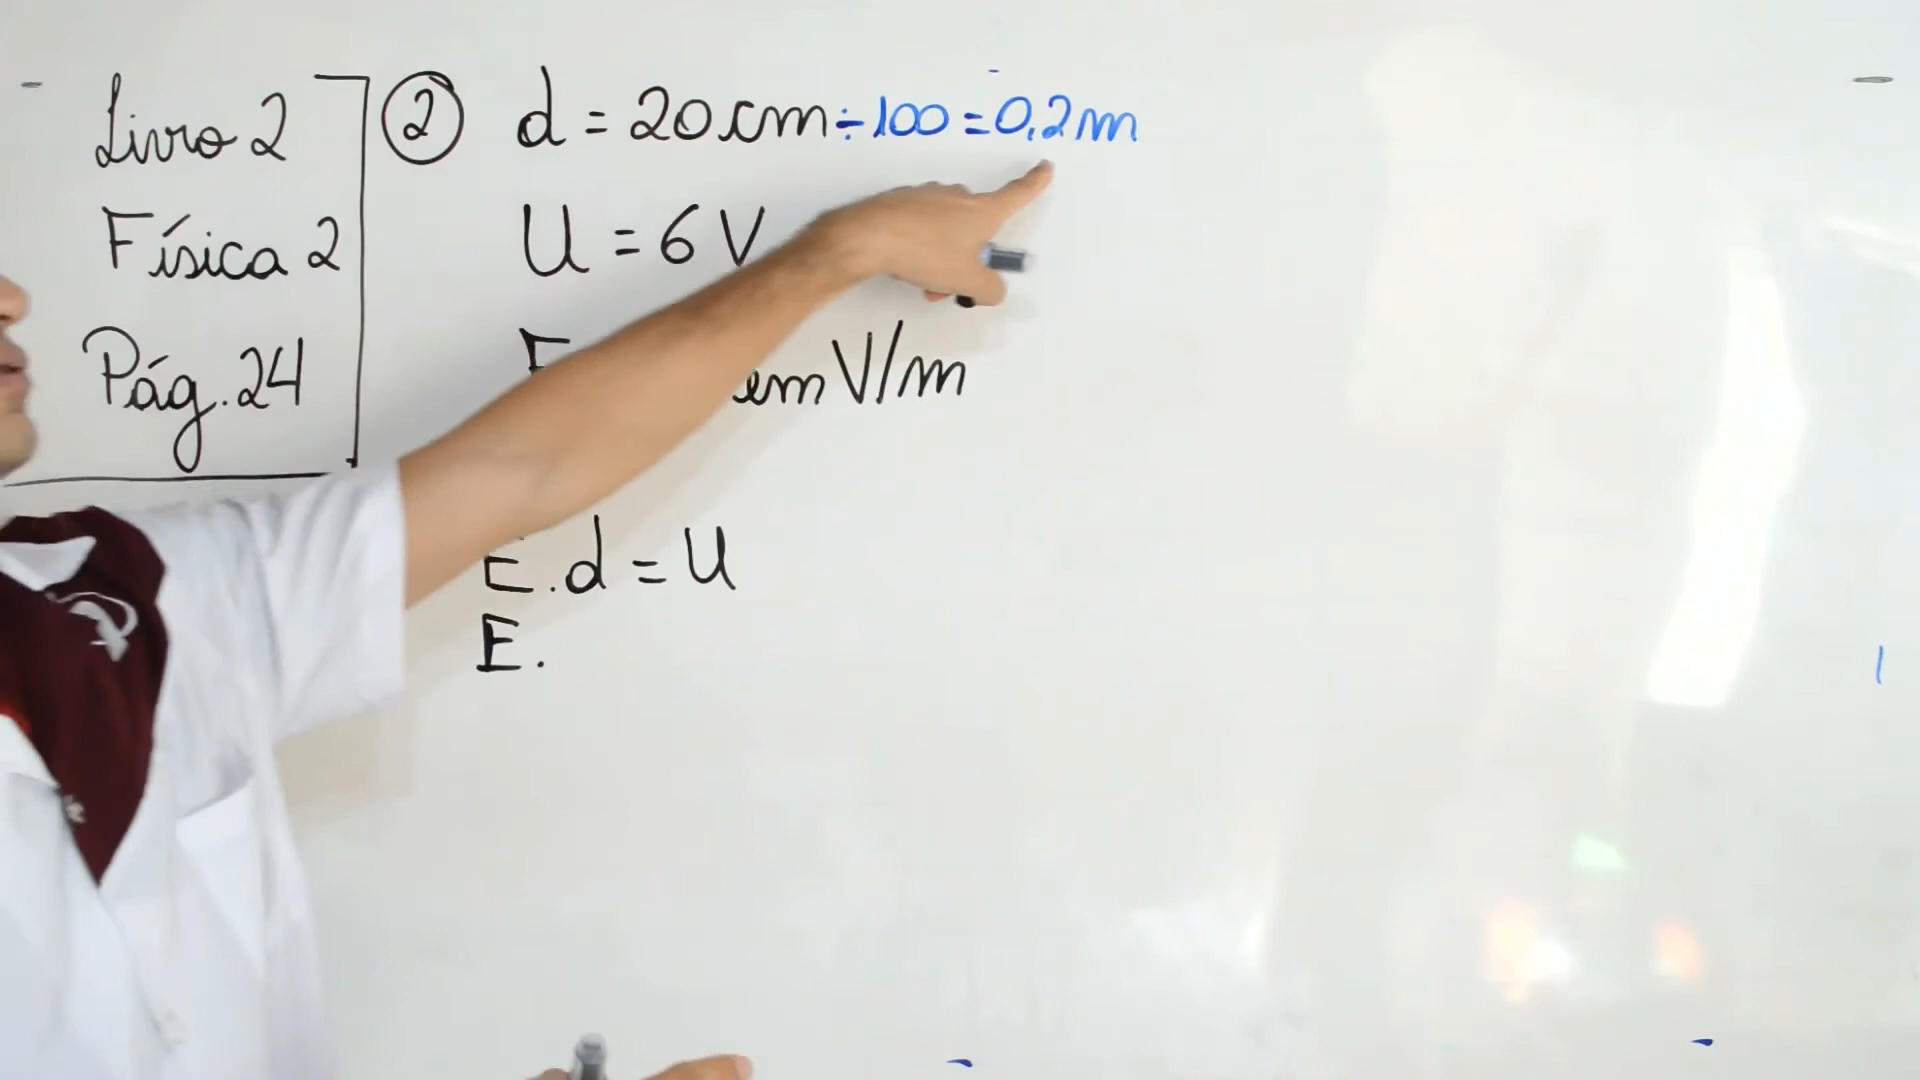 Livro 2
Física 2
Pág. 24
2 d = 20 cm ÷ 100 = 0,2 m
U = 6 V
E em V/m
E.d = U
E.